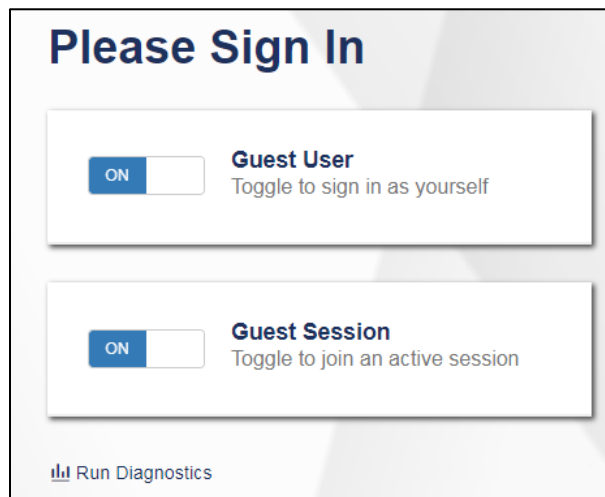 Please Sign In
ON
Guest User
Toggle to sign in as yourself
ON
Guest Session
Toggle to join an active session
Run Diagnostics